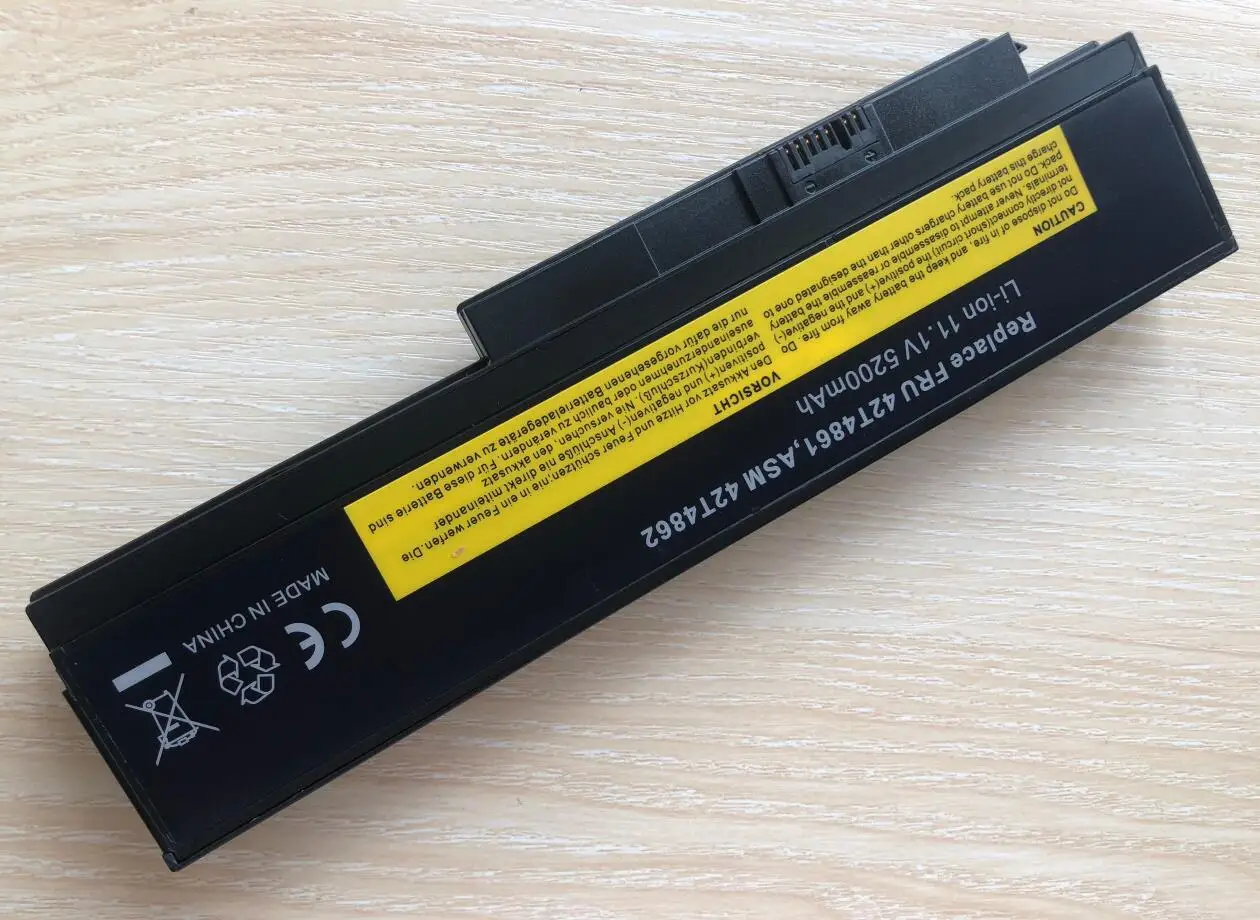 Replace FRU 42T4861,ASM 42T4862
Li-ion 11.1V 5200mAh
CAUTION
Do not dispose of in fire, and keep the battery away from fire. Do
not directly connect(short circuit) the positive(+) and the negative(-)
terminals. Never attempt to disassemble or reassemble the battery
pack. Do not use battery chargers other than the designated one to
charge this battery pack.
VORSICHT
Den Akkusatz vor Hitze und Feuer schützen,nie in ein Feuer werfen.Die
positiven(+) und negativen(-) Anschlüße nie direkt miteinander
verbinden(Kurzschluß). Nie versuchen, den akkusatz
auseinanderzunehmen oder baulich zu verändern. Für diese Batterie sind
nur die dafür vorgesehenen Batterieladegeräte zu verwenden.
CE
MADE IN CHINA